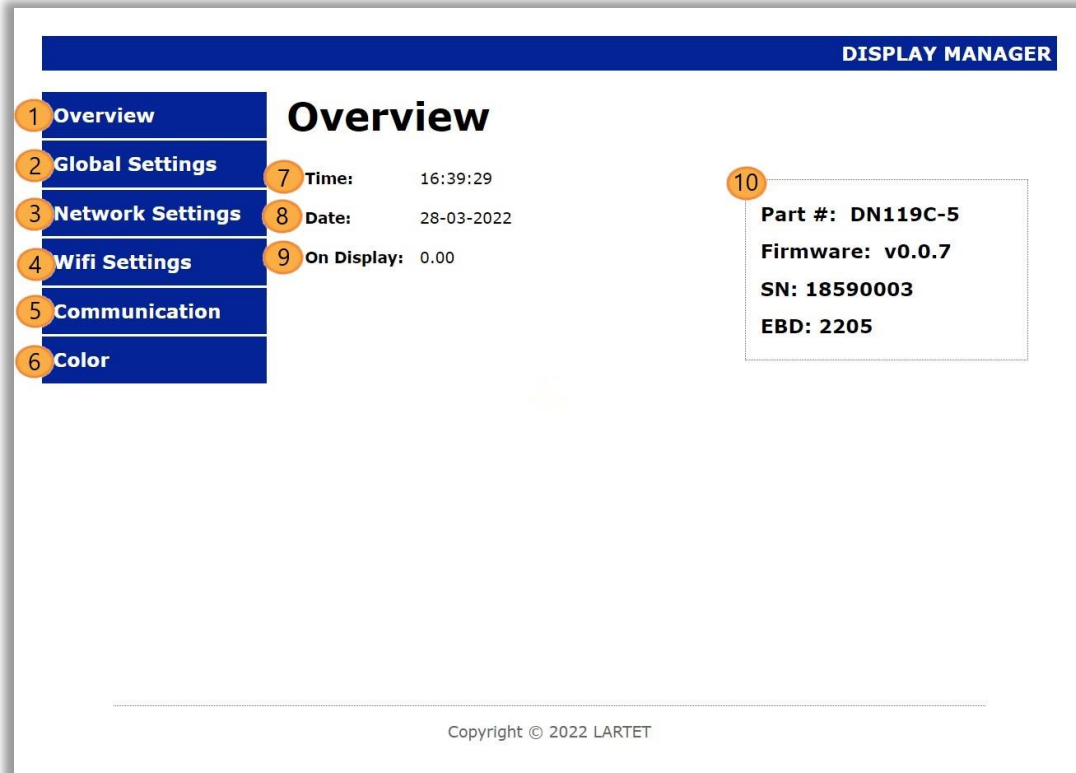 DISPLAY MANAGER
1 Overview
2 Global Settings
3 Network Settings
4 Wifi Settings
5 Communication
6 Color
Overview
7 Time: 16:39:29
8 Date: 28-03-2022
9 On Display: 0.00
10
Part #: DN119C-5
Firmware: v0.0.7
SN: 18590003
EBD: 2205
Copyright © 2022 LARTET